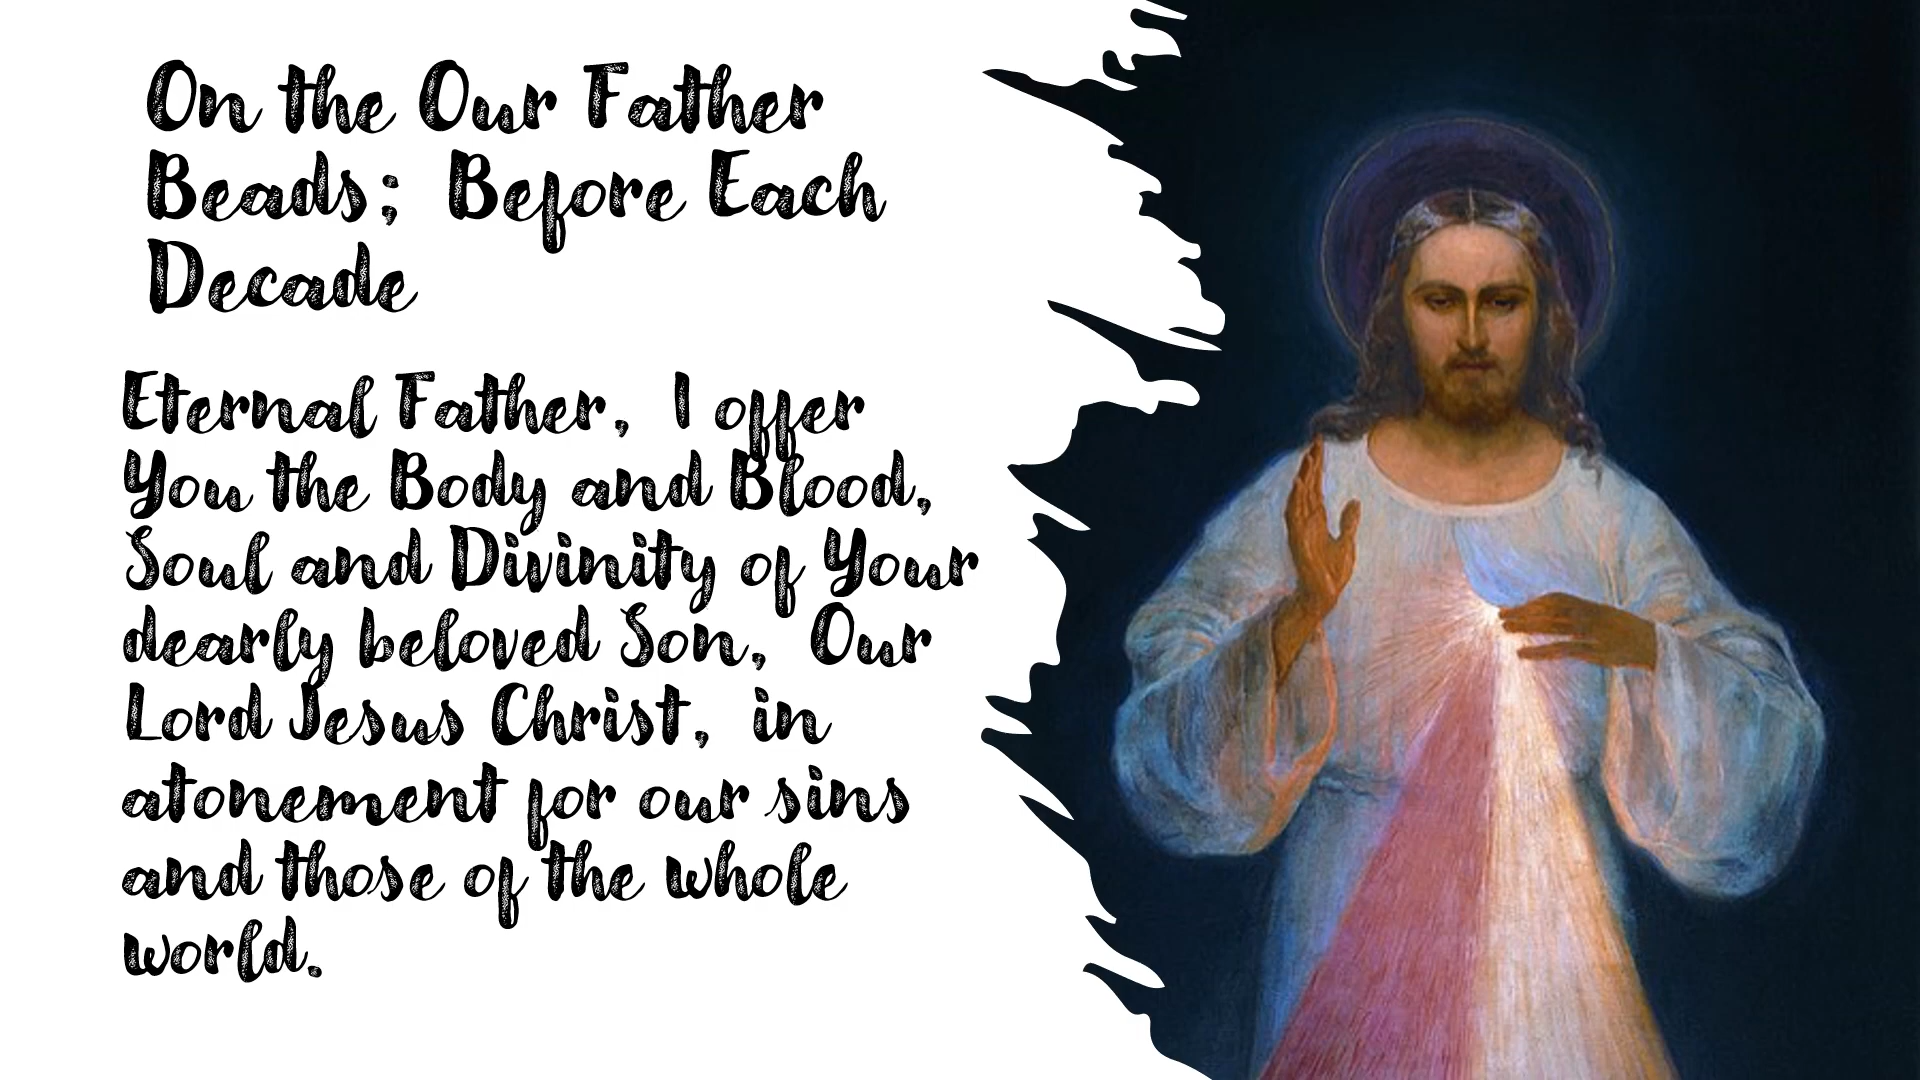 On the Our Father
Beads; Before Each
Decade
Eternal Father, I offer
You the Body and Blood,
Soul and Divinity of Your
dearly beloved Son, Our
Lord Jesus Christ, in
atonement for our sins
and those of the whole
world.